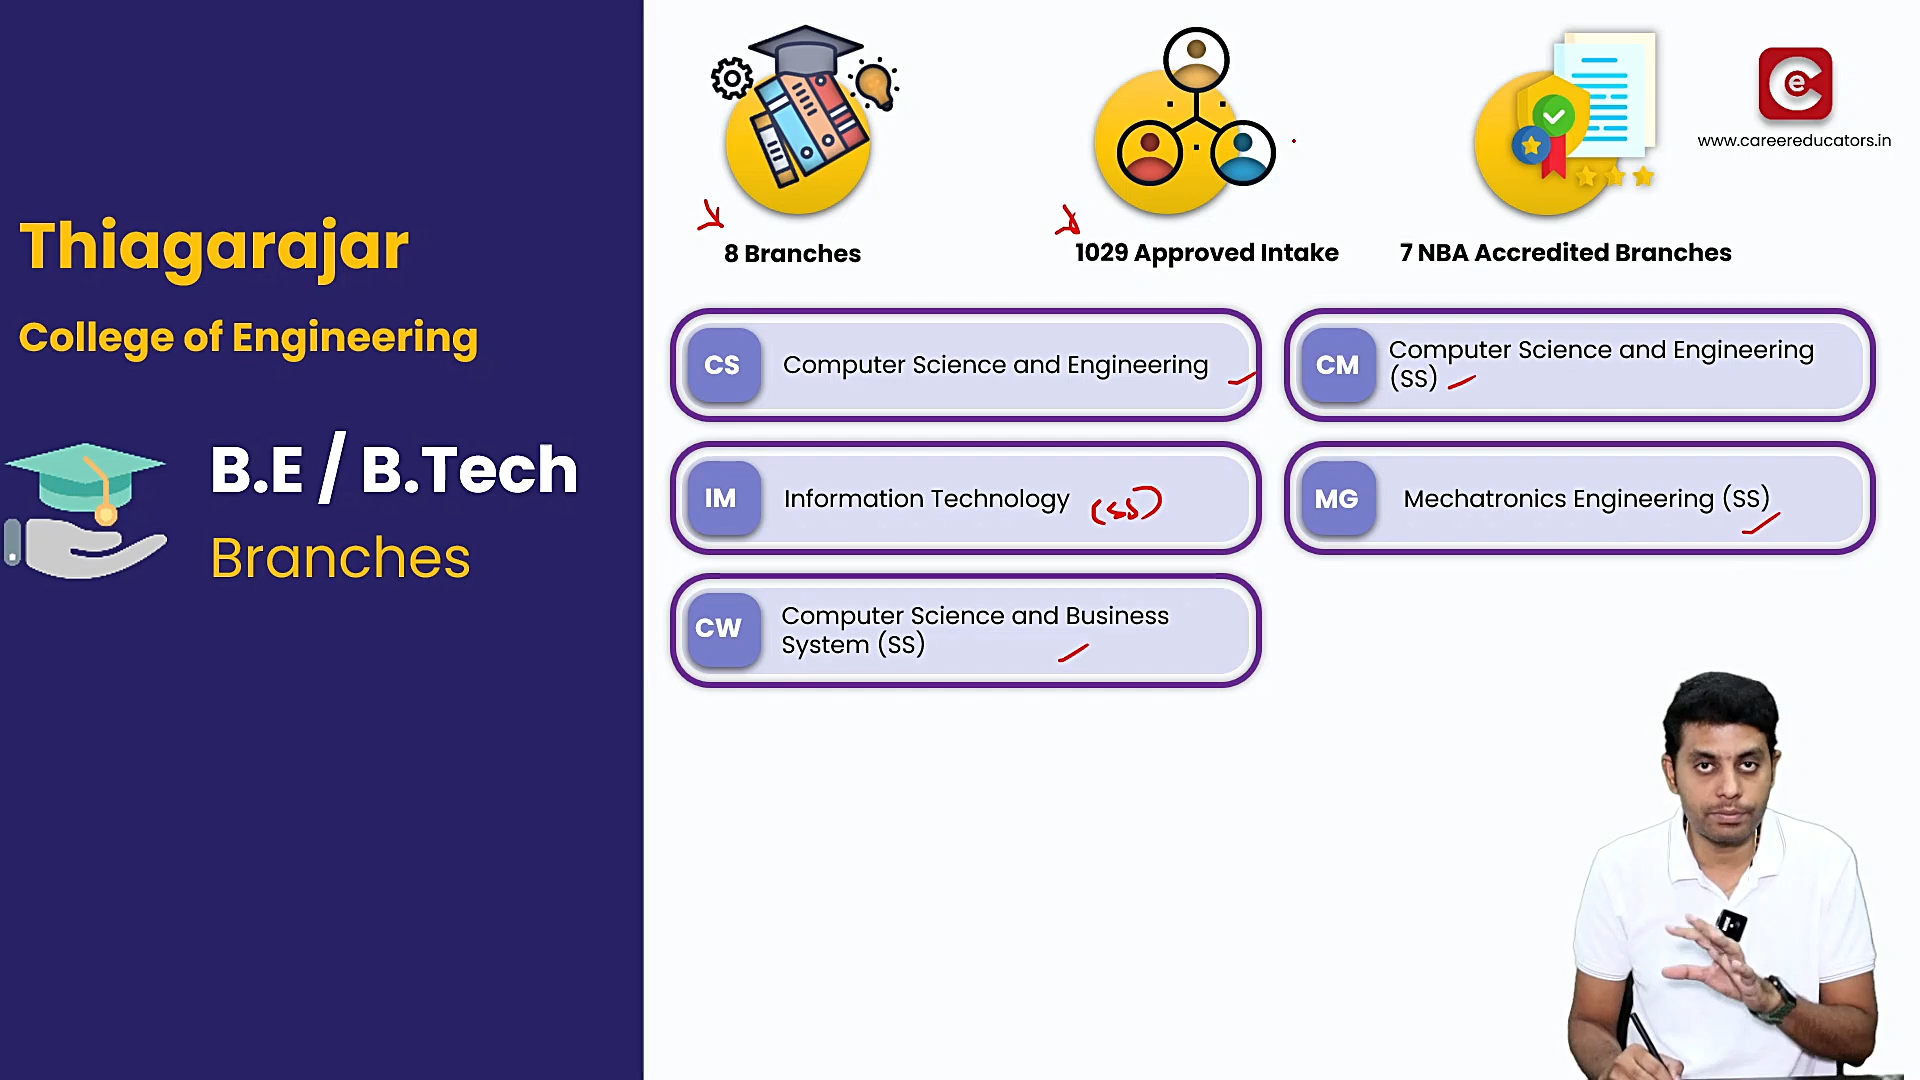 Thiagarajar
College of Engineering
B.E / B.Tech
Branches
8 Branches
1029 Approved Intake
7 NBA Accredited Branches
e
www.careereducators.in
CS
Computer Science and Engineering
CM
Computer Science and Engineering
(SS)
IM
Information Technology (SS)
MG
Mechatronics Engineering (SS)
CW
Computer Science and Business
System (SS)